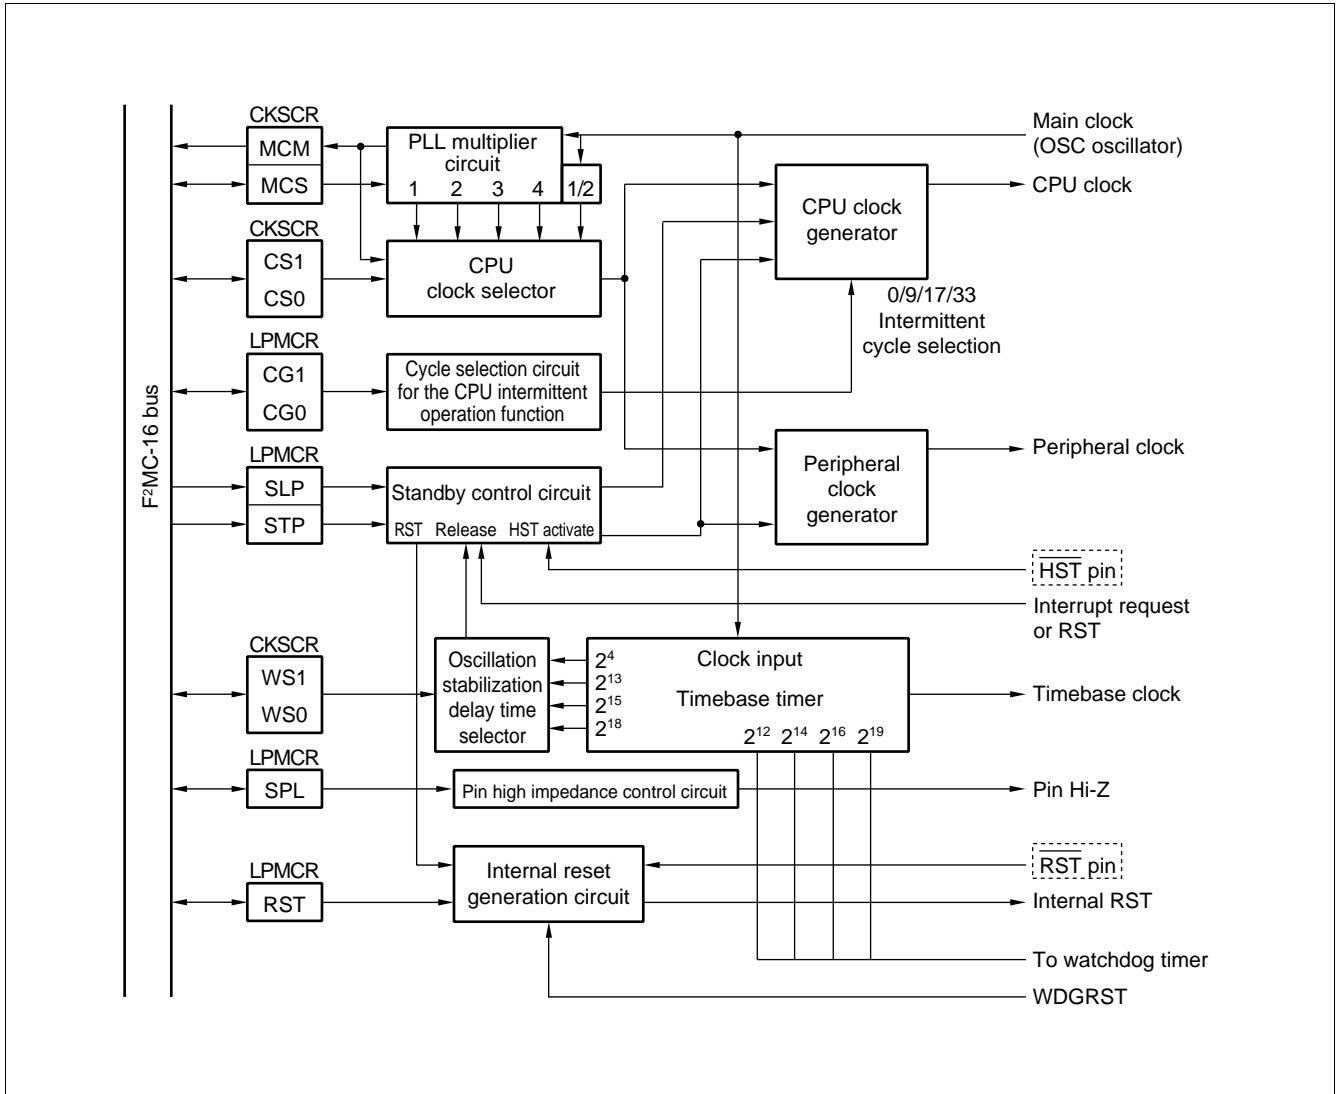 F²MC-16 bus
CKSCR
MCM
MCS
CKSCR
CS1
CS0
LPMCR
CG1
CG0
LPMCR
SLP
STP
CKSCR
WS1
WS0
LPMCR
SPL
LPMCR
RST
PLL multiplier
circuit
1 2 3 4 1/2
CPU
clock selector
Cycle selection circuit
for the CPU intermittent
operation function
Standby control circuit
RST Release HST activate
Oscillation
stabilization
delay time
selector
Clock input
Timebase timer
2⁴
2¹³
2¹⁵
2¹⁸
2¹² 2¹⁴ 2¹⁶ 2¹⁹
Pin high impedance control circuit
Internal reset
generation circuit
CPU clock
generator
0/9/17/33
Intermittent
cycle selection
Peripheral
clock
generator
Main clock
(OSC oscillator)
CPU clock
Peripheral clock
HST pin
Interrupt request
or RST
Timebase clock
Pin Hi-Z
RST pin
Internal RST
To watchdog timer
WDGRST